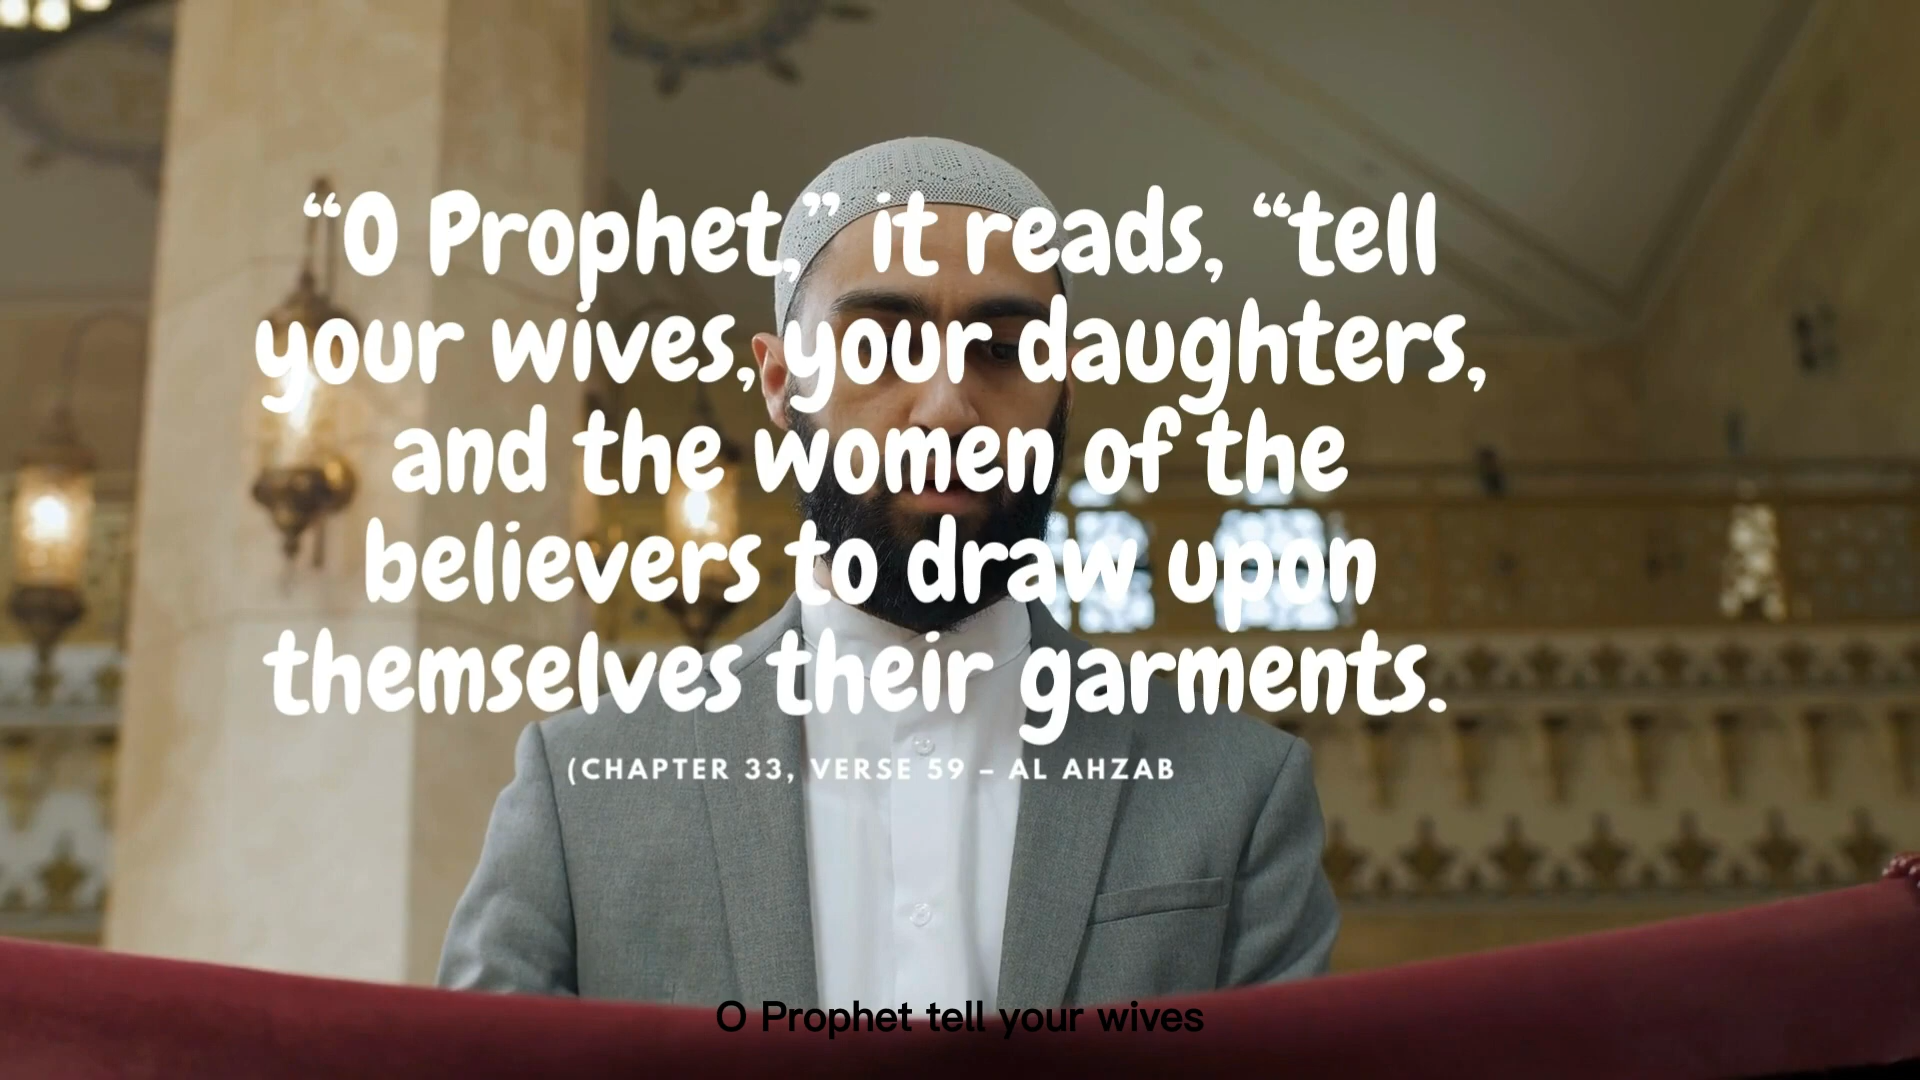 “O Prophet,” it reads, “tell
your wives, your daughters,
and the women of the
believers to draw upon
themselves their garments.
(CHAPTER 33, VERSE 59 – AL AHZAB
O Prophet tell your wives